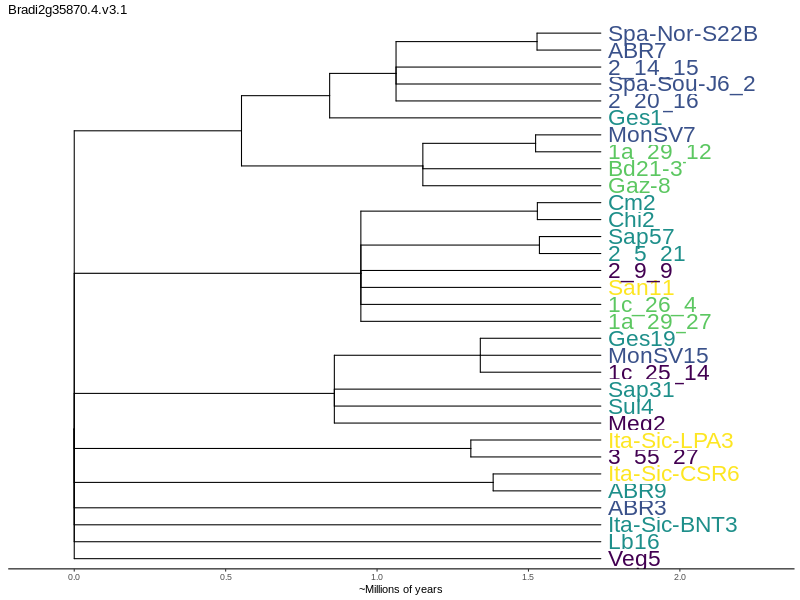 Bradi2g35870.4.v3.1
Spa-Nor-S22B
ABR7
2_14_15
Spa-Sou-J6_2
2_20_16
Ges1
MonSV7
1a_29_12
Bd21-3
Gaz-8
Cm2
Chi2
Sap57
2_5_21
2_9_9
San11
1c_26_4
1a_29_27
Ges19
MonSV15
1c_25_14
Sap31
Sul4
Meg2
Ita-Sic-LPA3
3_55_27
Ita-Sic-CSR6
ABR9
ABR3
Ita-Sic-BNT3
Lb16
Veg5
0.0 0.5 1.0 1.5 2.0
~Millions of years